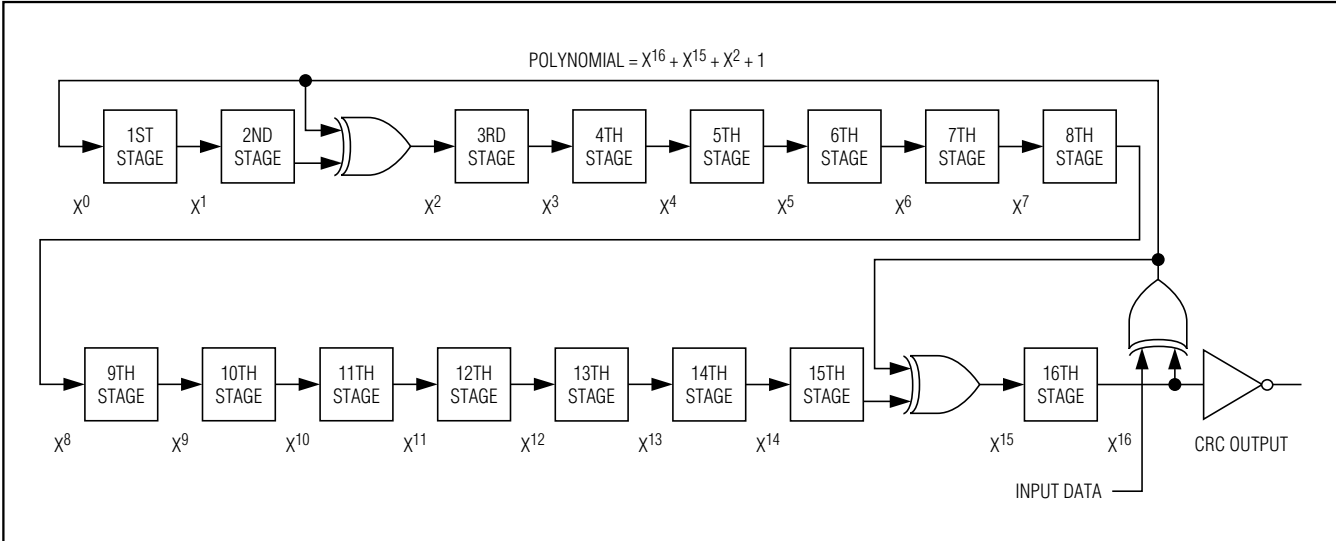 POLYNOMIAL = X¹⁶ + X¹⁵ + X² + 1
1ST
STAGE
2ND
STAGE
3RD
STAGE
4TH
STAGE
5TH
STAGE
6TH
STAGE
7TH
STAGE
8TH
STAGE
X⁰
X¹
X²
X³
X⁴
X⁵
X⁶
X⁷
9TH
STAGE
10TH
STAGE
11TH
STAGE
12TH
STAGE
13TH
STAGE
14TH
STAGE
15TH
STAGE
16TH
STAGE
X⁸
X⁹
X¹⁰
X¹¹
X¹²
X¹³
X¹⁴
X¹⁵
X¹⁶
CRC OUTPUT
INPUT DATA